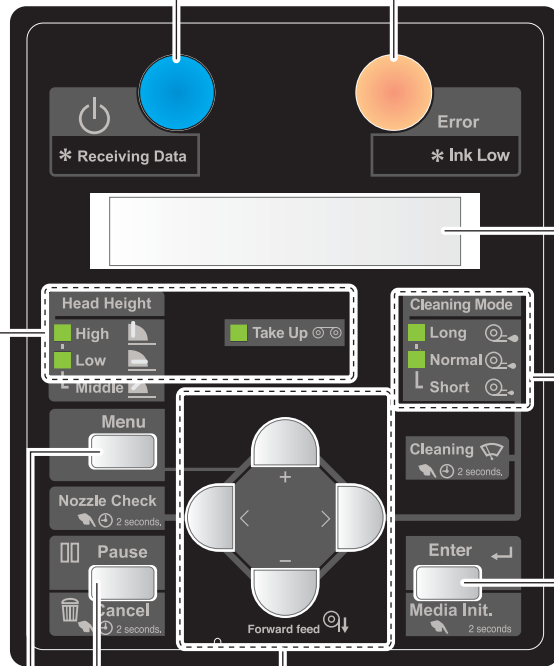 Error
* Receiving Data
* Ink Low
Head Height
High
Low
Middle
Take Up
Cleaning Mode
Long
Normal
Short
Menu
+
Cleaning
2 seconds.
Nozzle Check
2 seconds.
< >
Pause
−
Enter
Cancel
2 seconds.
Forward feed
Media Init.
2 seconds